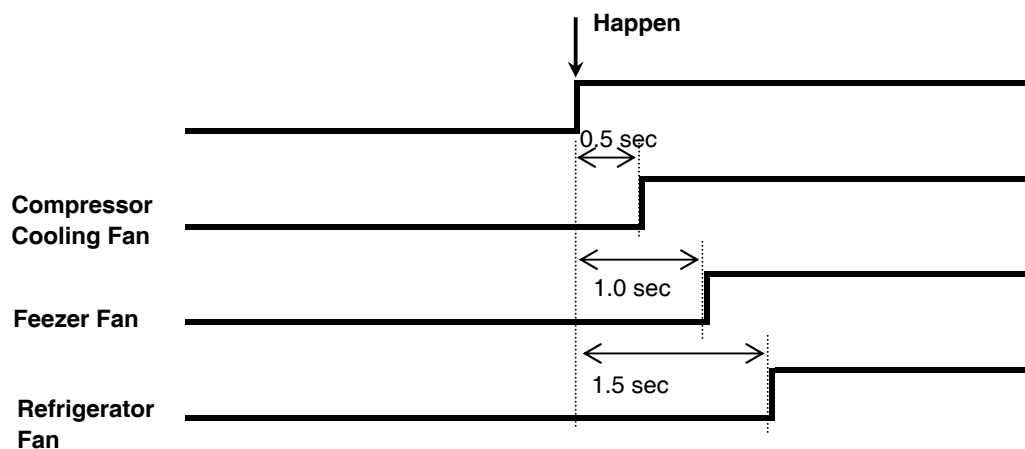 Happen
0.5 sec
Compressor
Cooling Fan
1.0 sec
Feezer Fan
1.5 sec
Refrigerator
Fan